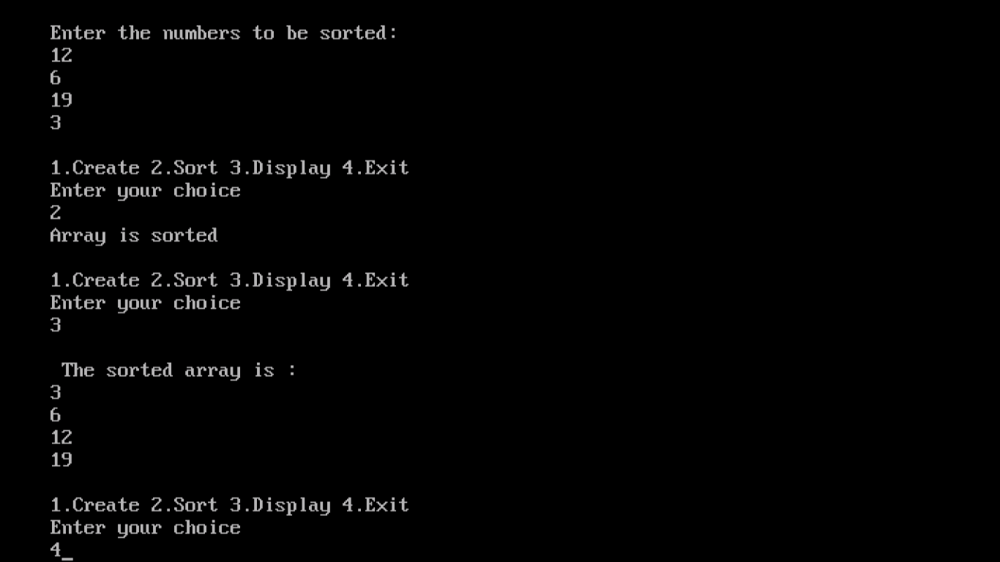 Enter the numbers to be sorted:
12
6
19
3
1.Create 2.Sort 3.Display 4.Exit
Enter your choice
2
Array is sorted
1.Create 2.Sort 3.Display 4.Exit
Enter your choice
3
The sorted array is :
3
6
12
19
1.Create 2.Sort 3.Display 4.Exit
Enter your choice
4_